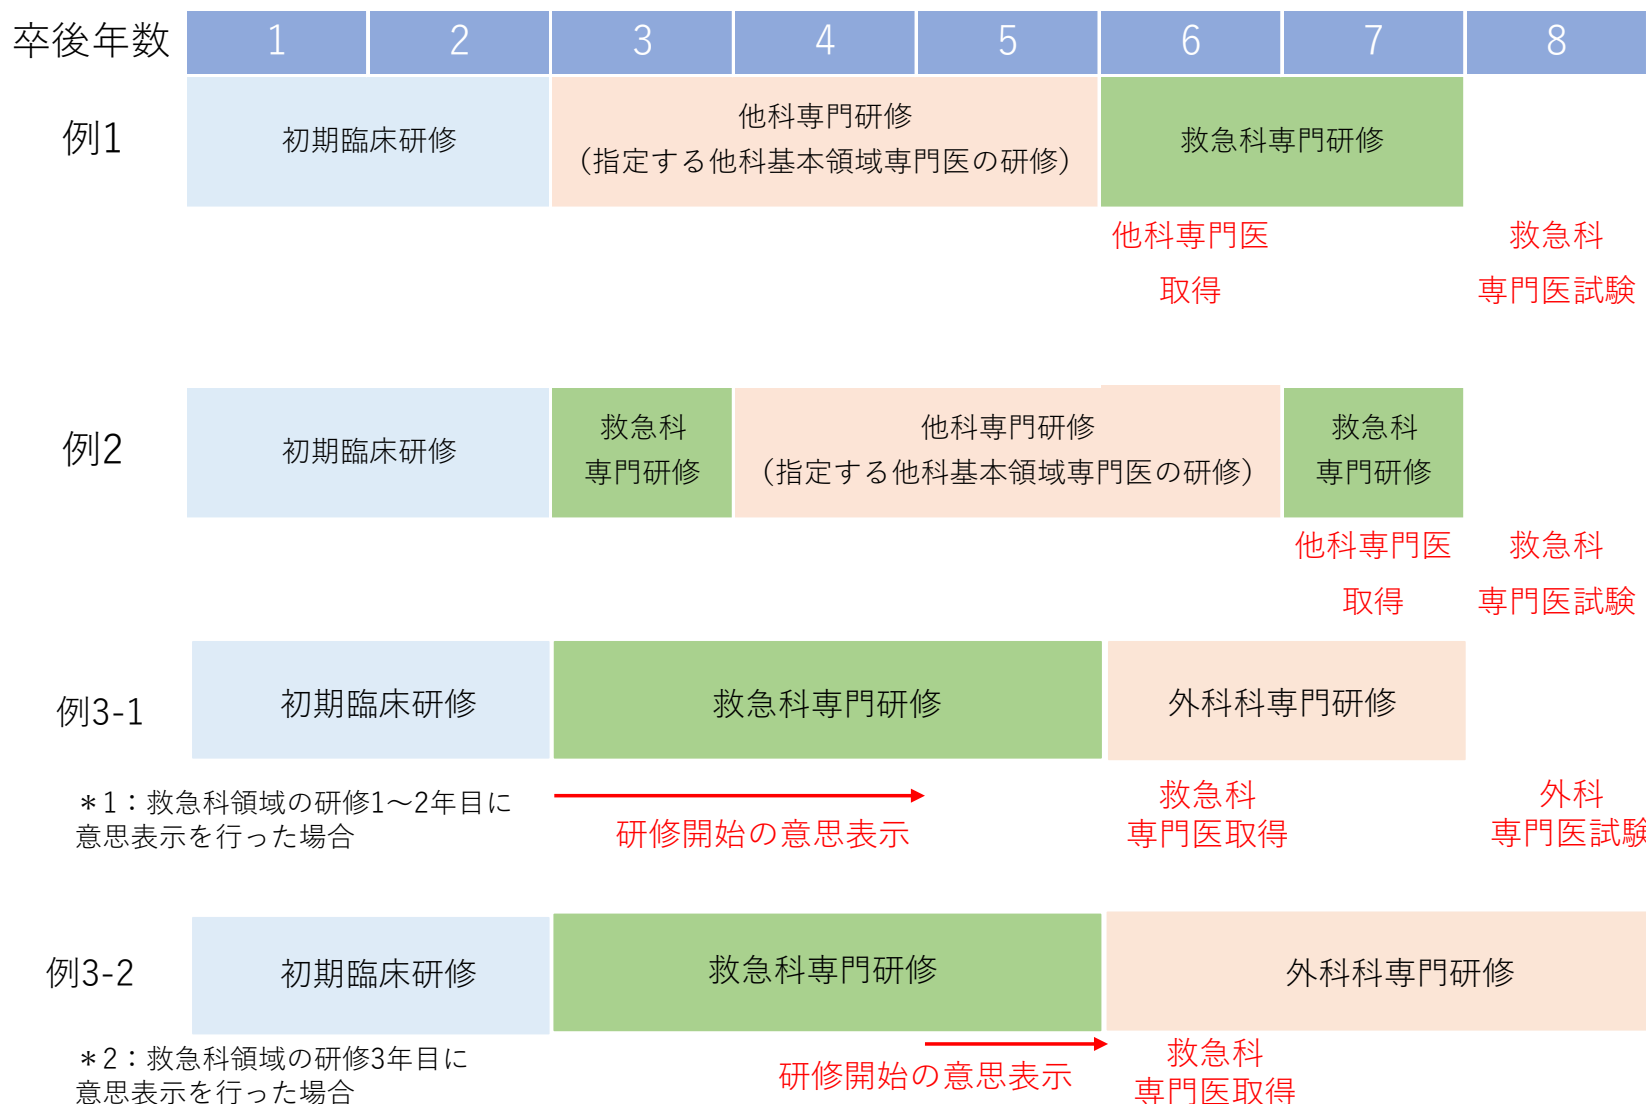 卒後年数 1 2 3 4 5 6 7 8
例1
初期臨床研修
他科専門研修
（指定する他科基本領域専門医の研修）
救急科専門研修
他科専門医
取得
救急科
専門医試験
例2
初期臨床研修
救急科
専門研修
他科専門研修
（指定する他科基本領域専門医の研修）
救急科
専門研修
他科専門医
取得
救急科
専門医試験
例3-1
初期臨床研修
救急科専門研修
外科科専門研修
＊1：救急科領域の研修1～2年目に
意思表示を行った場合
研修開始の意思表示
救急科
専門医取得
外科
専門医試験
例3-2
初期臨床研修
救急科専門研修
外科科専門研修
＊2：救急科領域の研修3年目に
意思表示を行った場合
研修開始の意思表示
救急科
専門医取得